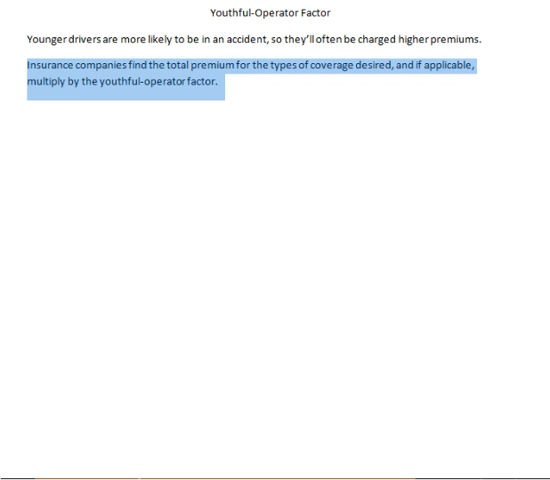 Youthful-Operator Factor
Younger drivers are more likely to be in an accident, so they'll often be charged higher premiums.
Insurance companies find the total premium for the types of coverage desired, and if applicable,
multiply by the youthful-operator factor.